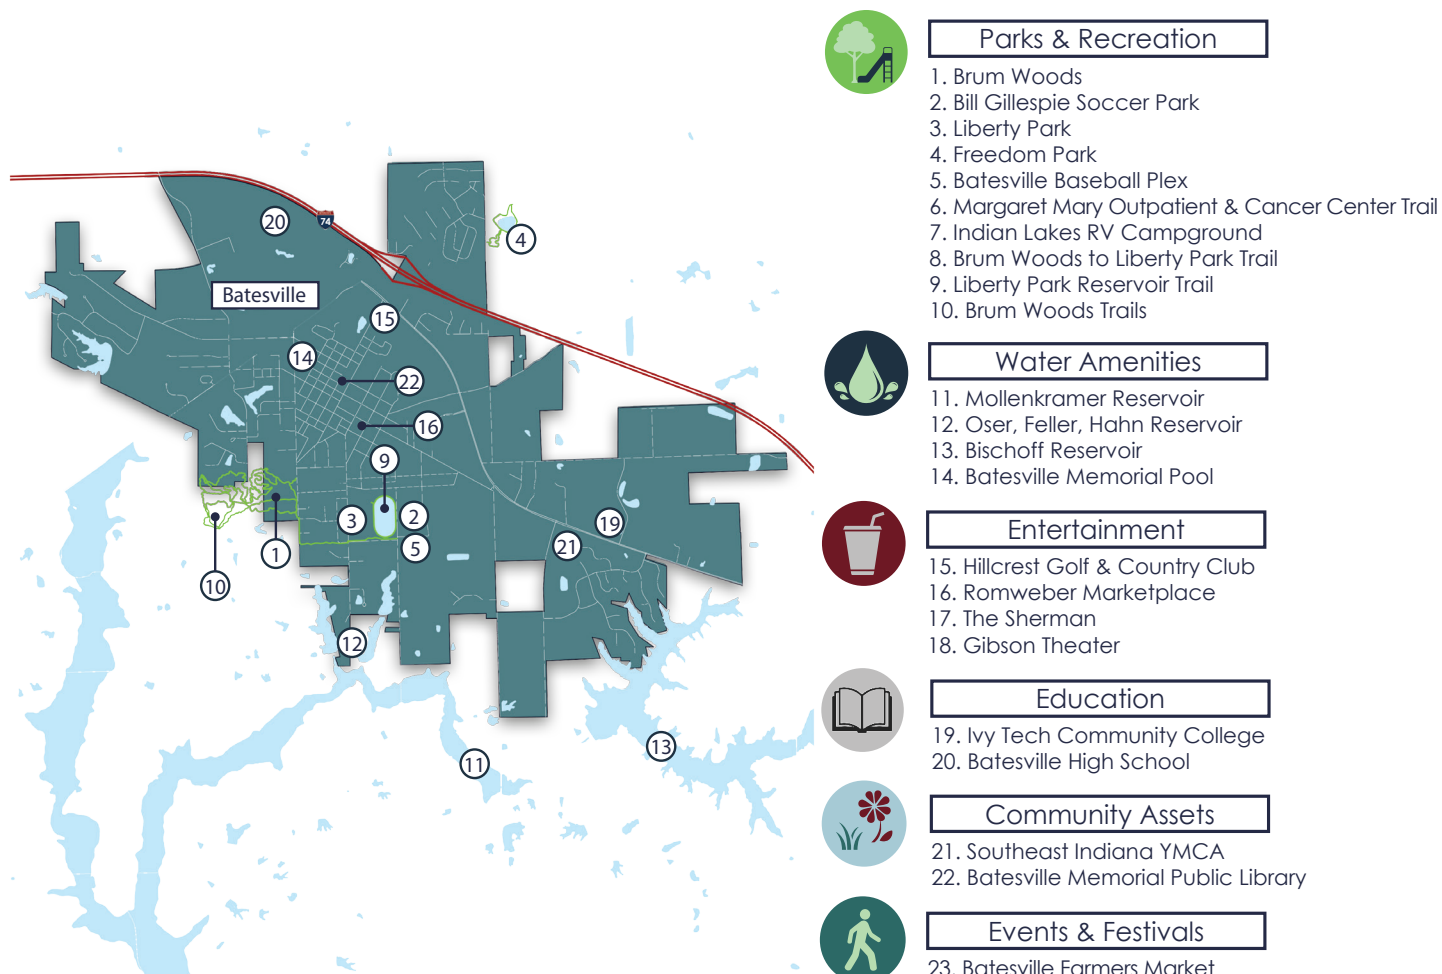 Parks & Recreation
1. Brum Woods
2. Bill Gillespie Soccer Park
3. Liberty Park
4. Freedom Park
5. Batesville Baseball Plex
6. Margaret Mary Outpatient & Cancer Center Trail
7. Indian Lakes RV Campground
8. Brum Woods to Liberty Park Trail
9. Liberty Park Reservoir Trail
10. Brum Woods Trails
Water Amenities
11. Mollenkramer Reservoir
12. Oser, Feller, Hahn Reservoir
13. Bischoff Reservoir
14. Batesville Memorial Pool
Entertainment
15. Hillcrest Golf & Country Club
16. Romweber Marketplace
17. The Sherman
18. Gibson Theater
Education
19. Ivy Tech Community College
20. Batesville High School
Community Assets
21. Southeast Indiana YMCA
22. Batesville Memorial Public Library
Events & Festivals
23. Batesville Farmers Market
20
74
4
Batesville
15
14
22
16
9
3
2
19
5
21
1
10
12
13
11